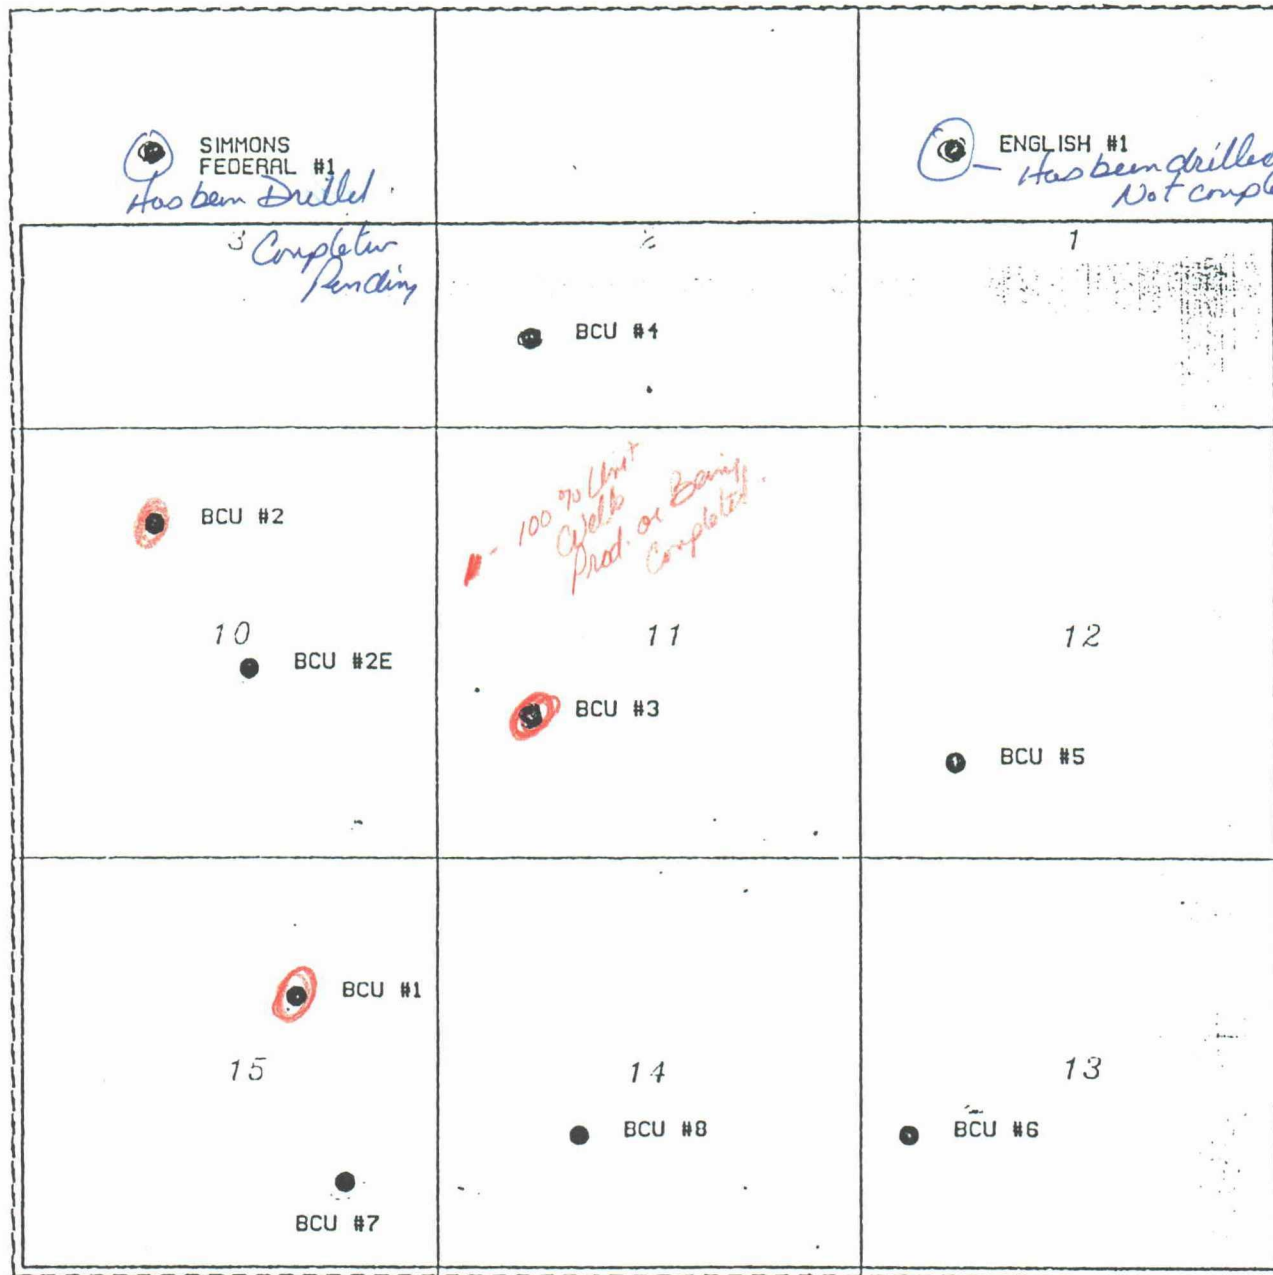 SIMMONS
FEDERAL #1
Has been Drilled
ENGLISH #1
Has been drilled
Not
3
Completion
Pending
2
1
BCU #4
BCU #2
100 % Unit
Wells
Prod. or Being
Completed.
10
11
12
BCU #2E
BCU #3
BCU #5
BCU #1
15
14
13
BCU #8
BCU #6
BCU #7